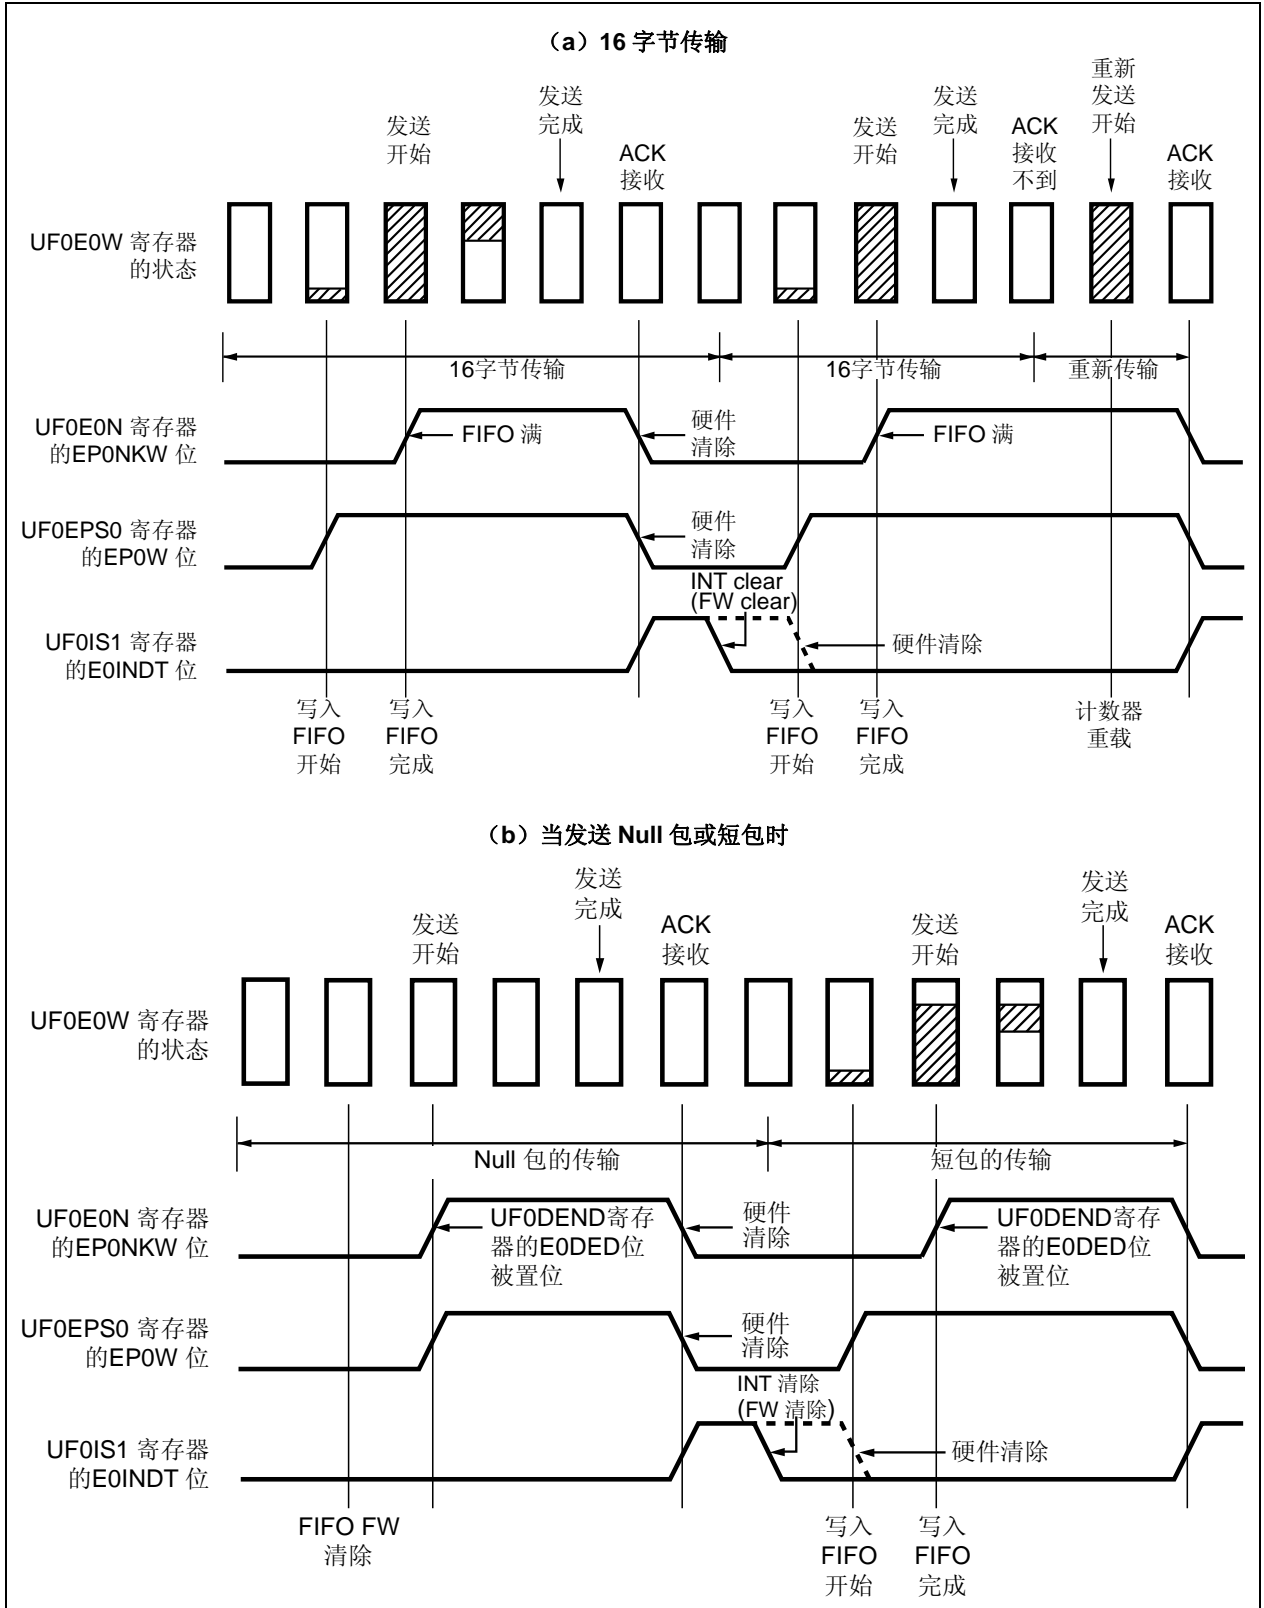 （a）16 字节传输
发送
开始
发送
完成
ACK
接收
发送
开始
发送
完成
ACK
接收
不到
重新
发送
开始
ACK
接收
UF0E0W 寄存器
的状态
16字节传输
16字节传输
重新传输
UF0E0N 寄存器
的EP0NKW 位
FIFO 满
硬件
清除
FIFO 满
UF0EPS0 寄存器
的EP0W 位
硬件
清除
INT clear
(FW clear)
UF0IS1 寄存器
的E0INDT 位
硬件清除
写入
FIFO
开始
写入
FIFO
完成
写入
FIFO
开始
写入
FIFO
完成
计数器
重载
（b）当发送 Null 包或短包时
发送
开始
发送
完成
ACK
接收
发送
开始
发送
完成
ACK
接收
UF0E0W 寄存器
的状态
Null 包的传输
短包的传输
UF0E0N 寄存器
的EP0NKW 位
UF0DEND寄存
器的E0DED位
被置位
硬件
清除
UF0DEND寄存
器的E0DED位
被置位
UF0EPS0 寄存器
的EP0W 位
硬件
清除
INT 清除
(FW 清除)
UF0IS1 寄存器
的E0INDT 位
硬件清除
FIFO FW
清除
写入
FIFO
开始
写入
FIFO
完成